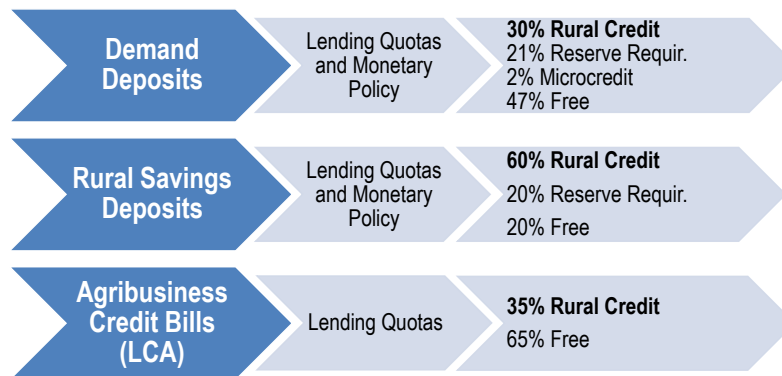 Demand
Deposits
Lending Quotas
and Monetary
Policy
30% Rural Credit
21% Reserve Requir.
2% Microcredit
47% Free
Rural Savings
Deposits
Lending Quotas
and Monetary
Policy
60% Rural Credit
20% Reserve Requir.
20% Free
Agribusiness
Credit Bills
(LCA)
Lending Quotas
35% Rural Credit
65% Free